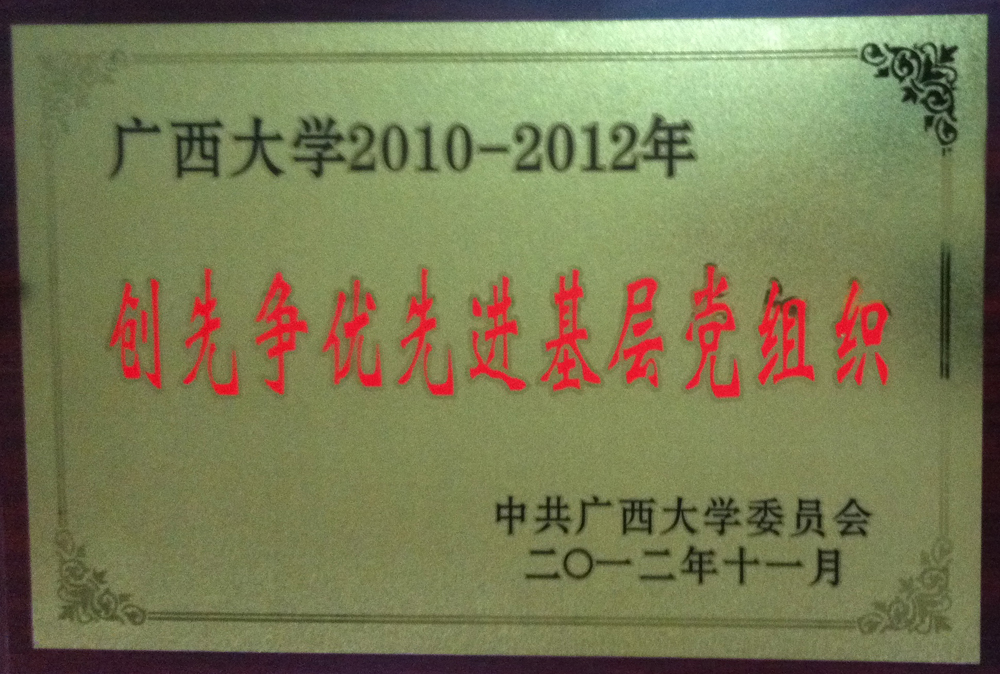 广西大学2010-2012年
创先争优先进基层党组织
中共广西大学委员会
二〇一二年十一月